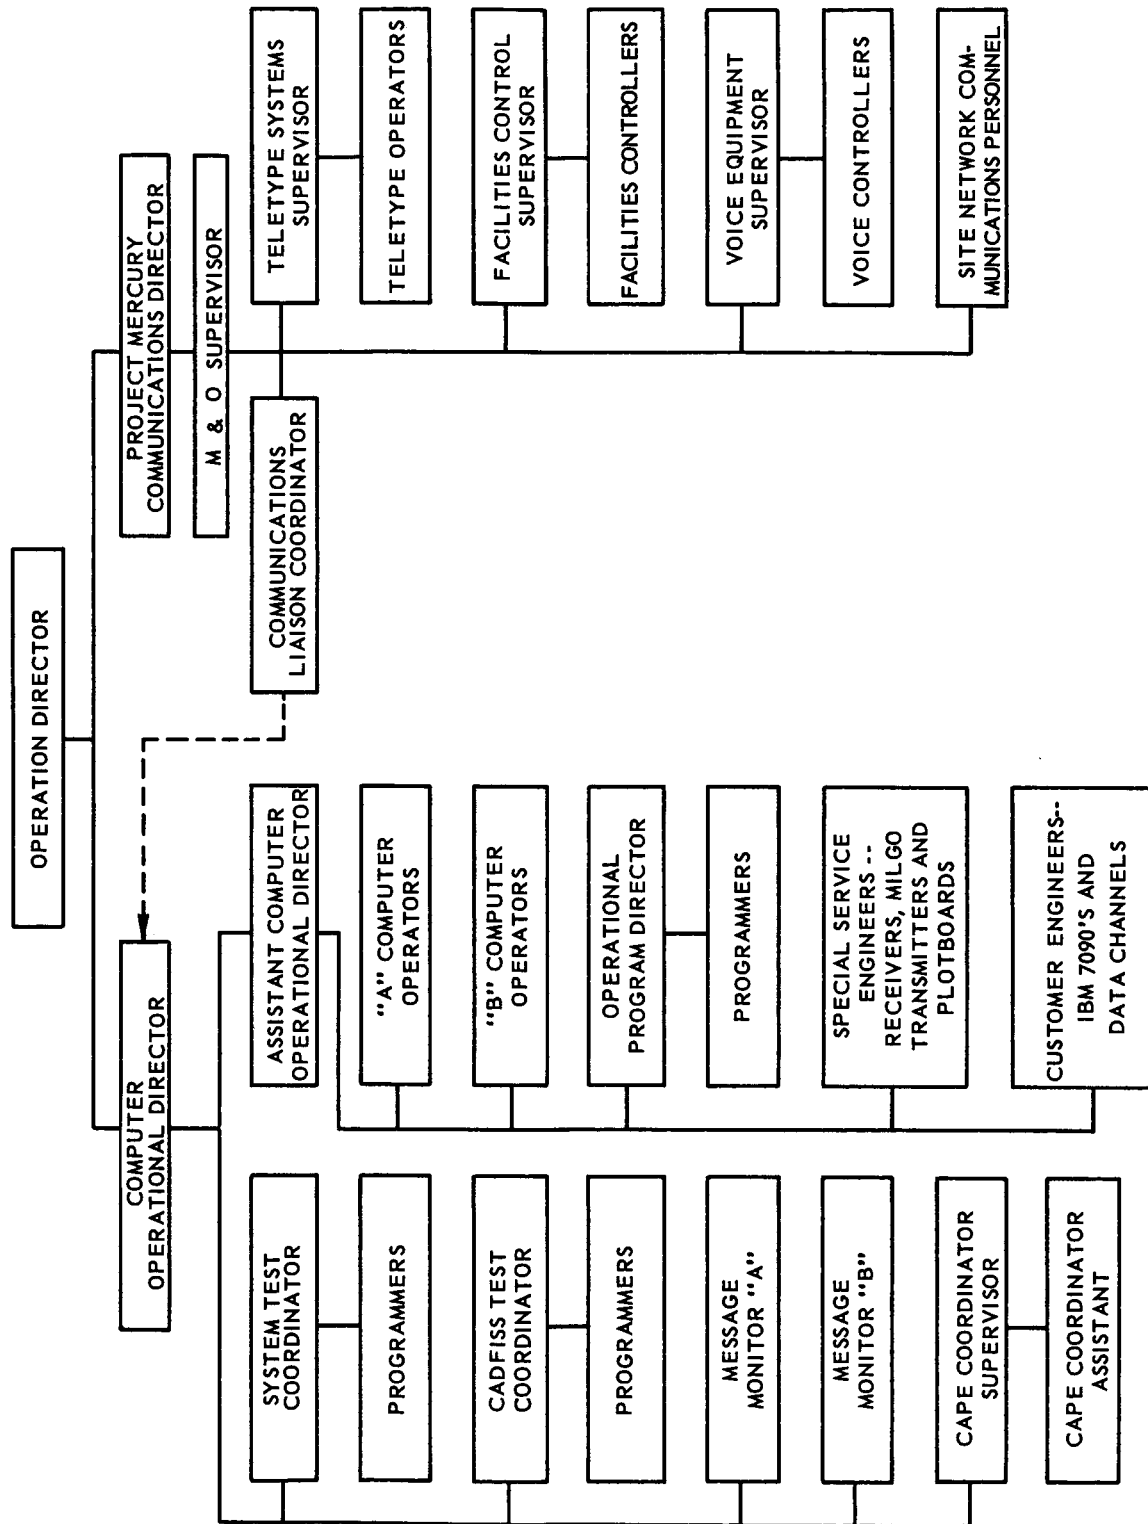 OPERATION DIRECTOR
COMPUTER
OPERATIONAL DIRECTOR
PROJECT MERCURY
COMMUNICATIONS DIRECTOR
M & O SUPERVISOR
SYSTEM TEST
COORDINATOR
PROGRAMMERS
CADFISS TEST
COORDINATOR
PROGRAMMERS
MESSAGE
MONITOR "A"
MESSAGE
MONITOR "B"
CAPE COORDINATOR
SUPERVISOR
CAPE COORDINATOR
ASSISTANT
ASSISTANT COMPUTER
OPERATIONAL DIRECTOR
"A" COMPUTER
OPERATORS
"B" COMPUTER
OPERATORS
OPERATIONAL
PROGRAM DIRECTOR
PROGRAMMERS
SPECIAL SERVICE
ENGINEERS --
RECEIVERS, MILGO
TRANSMITTERS AND
PLOTBOARDS
CUSTOMER ENGINEERS--
IBM 7090'S AND
DATA CHANNELS
COMMUNICATIONS
LIAISON COORDINATOR
TELETYPE SYSTEMS
SUPERVISOR
TELETYPE OPERATORS
FACILITIES CONTROL
SUPERVISOR
FACILITIES CONTROLLERS
VOICE EQUIPMENT
SUPERVISOR
VOICE CONTROLLERS
SITE NETWORK COM-
MUNICATIONS PERSONNEL